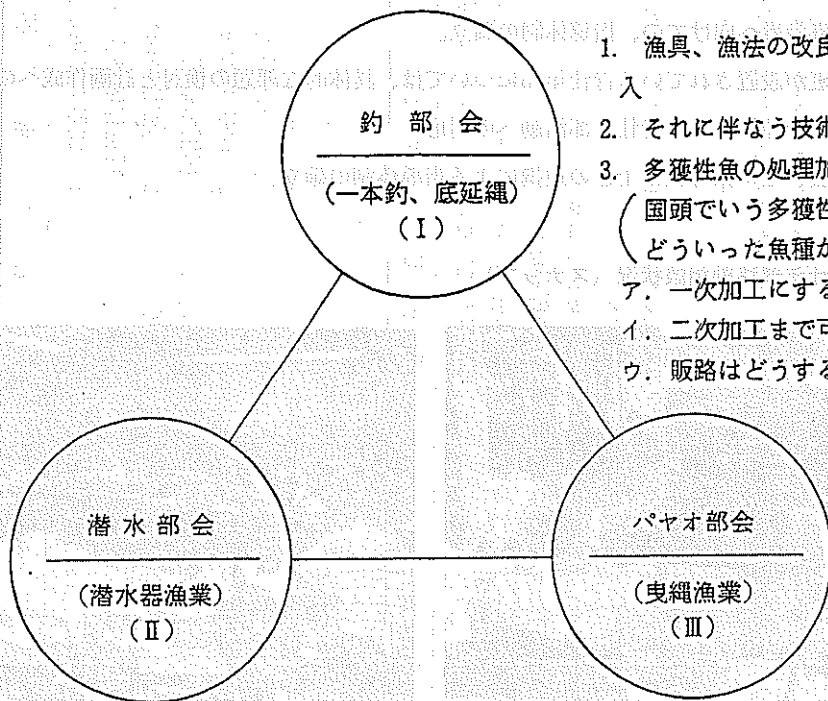 釣部会
(一本釣、底延縄)
(Ⅰ)
1. 漁具、漁法の改良
入
2. それに伴なう技術
3. 多獲性魚の処理加
国頭でいう多獲性
どういった魚種か
ア. 一次加工にする
イ. 二次加工まで可
ウ. 販路はどうする
潜水部会
(潜水器漁業)
(Ⅱ)
パヤオ部会
(曳縄漁業)
(Ⅲ)